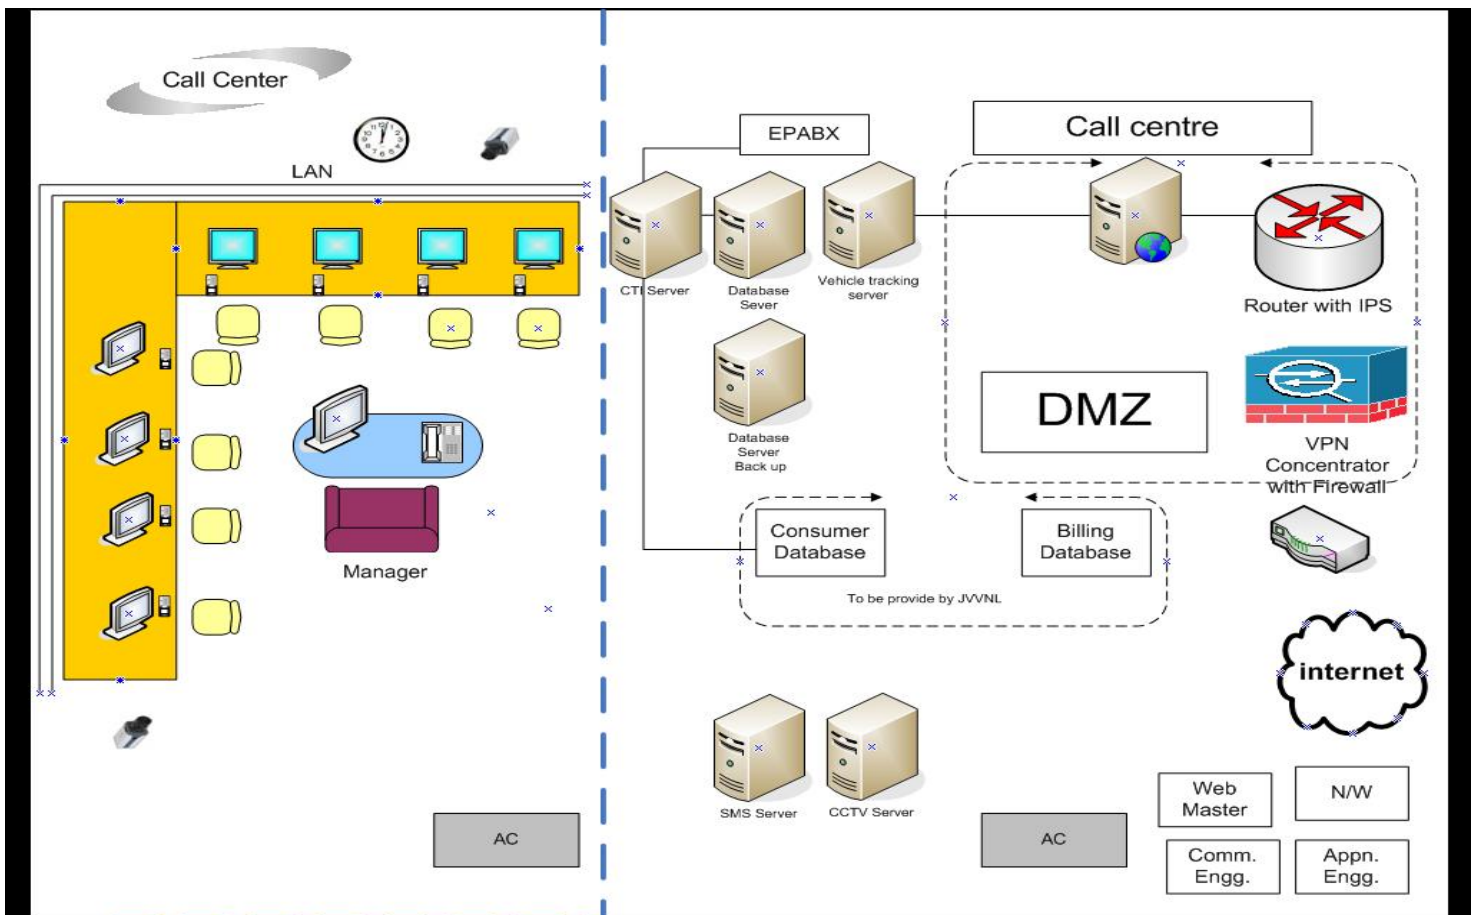 Call Center
LAN
Manager
AC
EPABX
Call centre
CTI Server
Database
Sever
Vehicle tracking
server
Router with IPS
Database
Server
Back up
DMZ
VPN
Concentrator
with Firewall
Consumer
Database
Billing
Database
To be provide by JVVNL
internet
SMS Server
CCTV Server
AC
Web
Master
N/W
Comm.
Engg.
Appn.
Engg.